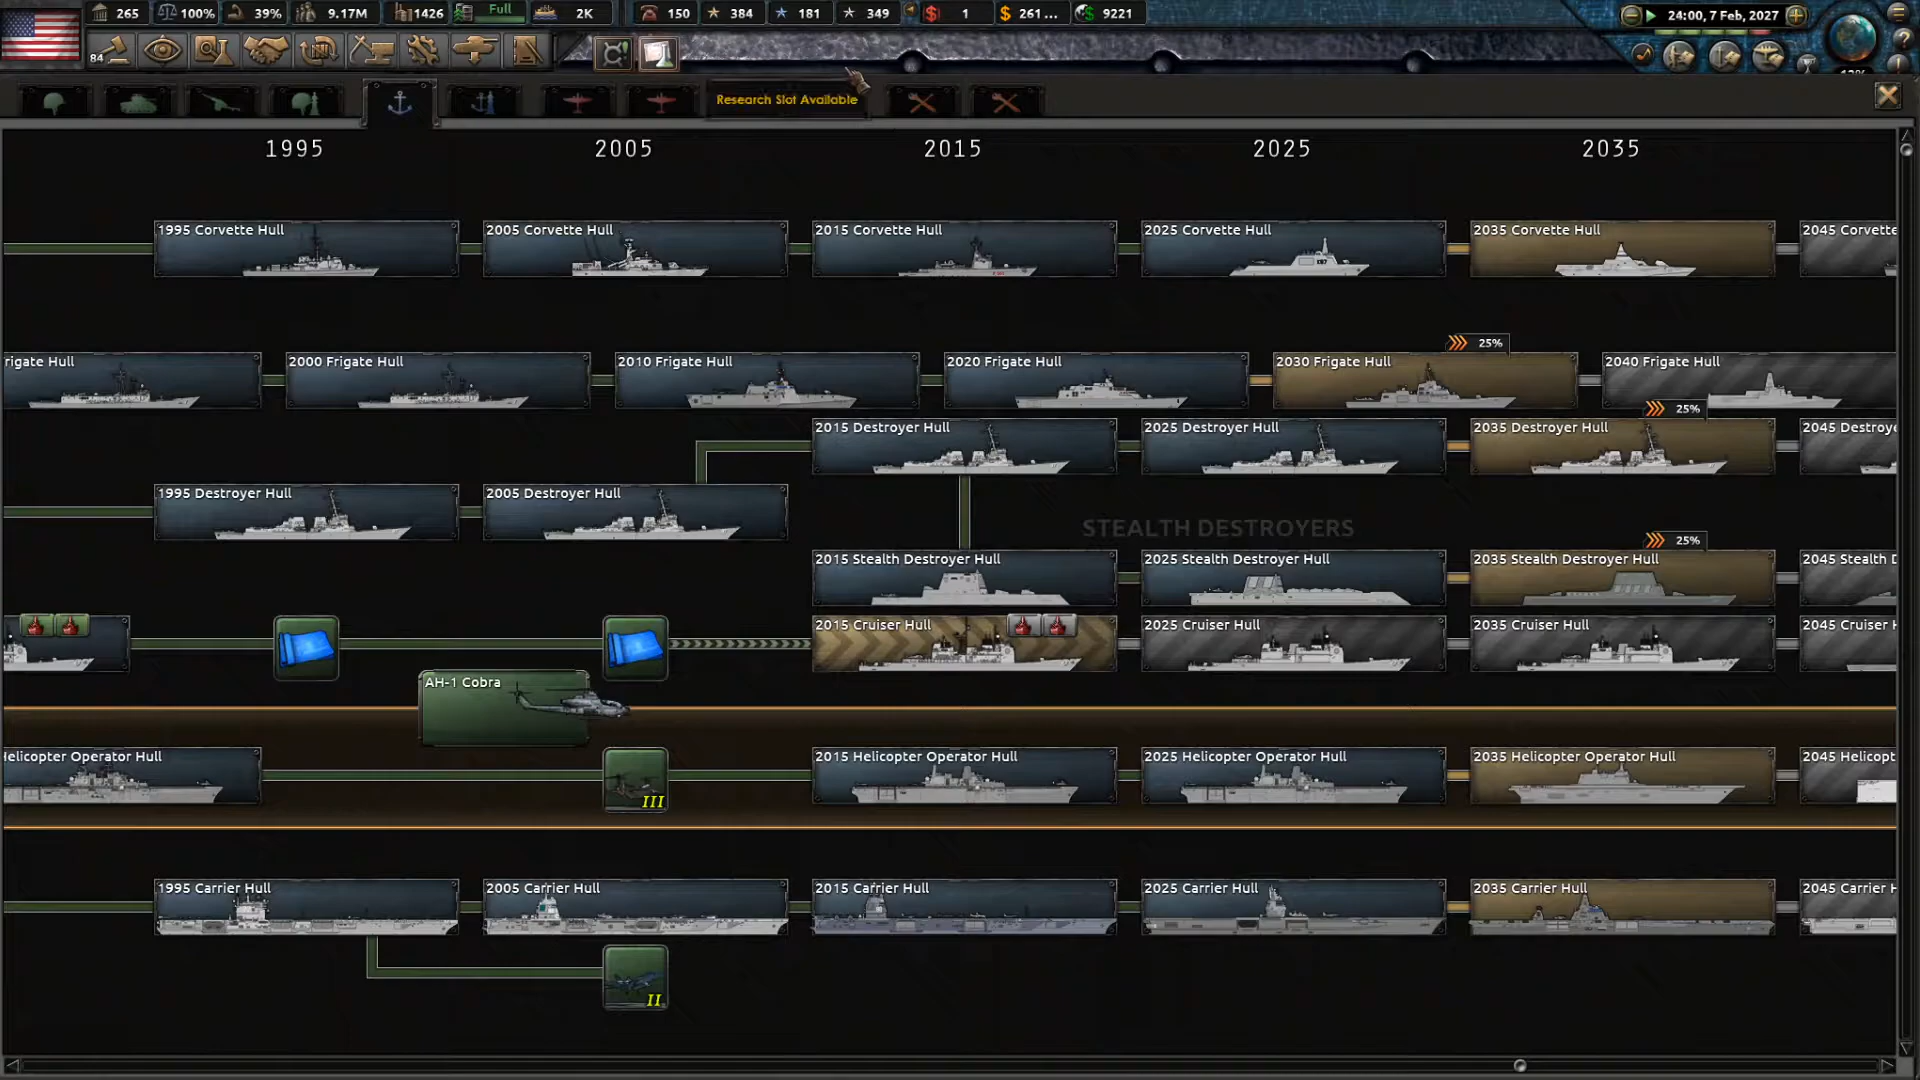 265 100% 39% 9.17M 1426 Full 2K 150 384 181 349 1 261... 9221 24:00, 7 Feb, 2027
84
Research Slot Available
1995 2005 2015 2025 2035
1995 Corvette Hull 2005 Corvette Hull 2015 Corvette Hull 2025 Corvette Hull 2035 Corvette Hull 2045 Corvette
25%
rigate Hull 2000 Frigate Hull 2010 Frigate Hull 2020 Frigate Hull 2030 Frigate Hull 2040 Frigate Hull
25%
2015 Destroyer Hull 2025 Destroyer Hull 2035 Destroyer Hull 2045 Destroye
1995 Destroyer Hull 2005 Destroyer Hull
STEALTH DESTROYERS
25%
2015 Stealth Destroyer Hull 2025 Stealth Destroyer Hull 2035 Stealth Destroyer Hull 2045 Stealth D
2015 Cruiser Hull 2025 Cruiser Hull 2035 Cruiser Hull 2045 Cruiser H
AH-1 Cobra
Helicopter Operator Hull 2015 Helicopter Operator Hull 2025 Helicopter Operator Hull 2035 Helicopter Operator Hull 2045 Helicopt
III
1995 Carrier Hull 2005 Carrier Hull 2015 Carrier Hull 2025 Carrier Hull 2035 Carrier Hull 2045 Carrier H
II